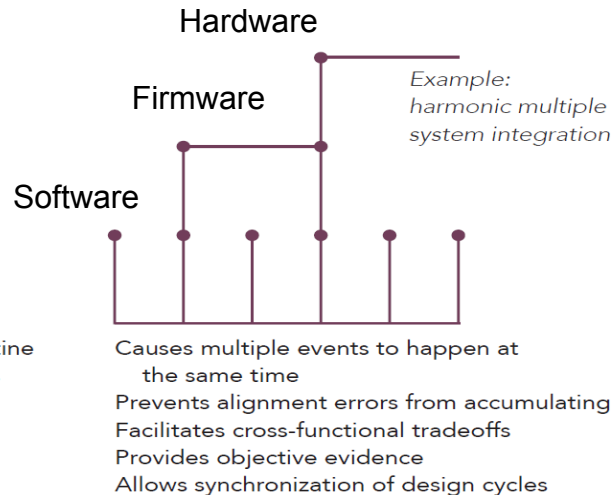 Hardware
Example:
harmonic multiple
system integration
Firmware
Software
Causes multiple events to happen at
the same time
Prevents alignment errors from accumulating
Facilitates cross-functional tradeoffs
Provides objective evidence
Allows synchronization of design cycles